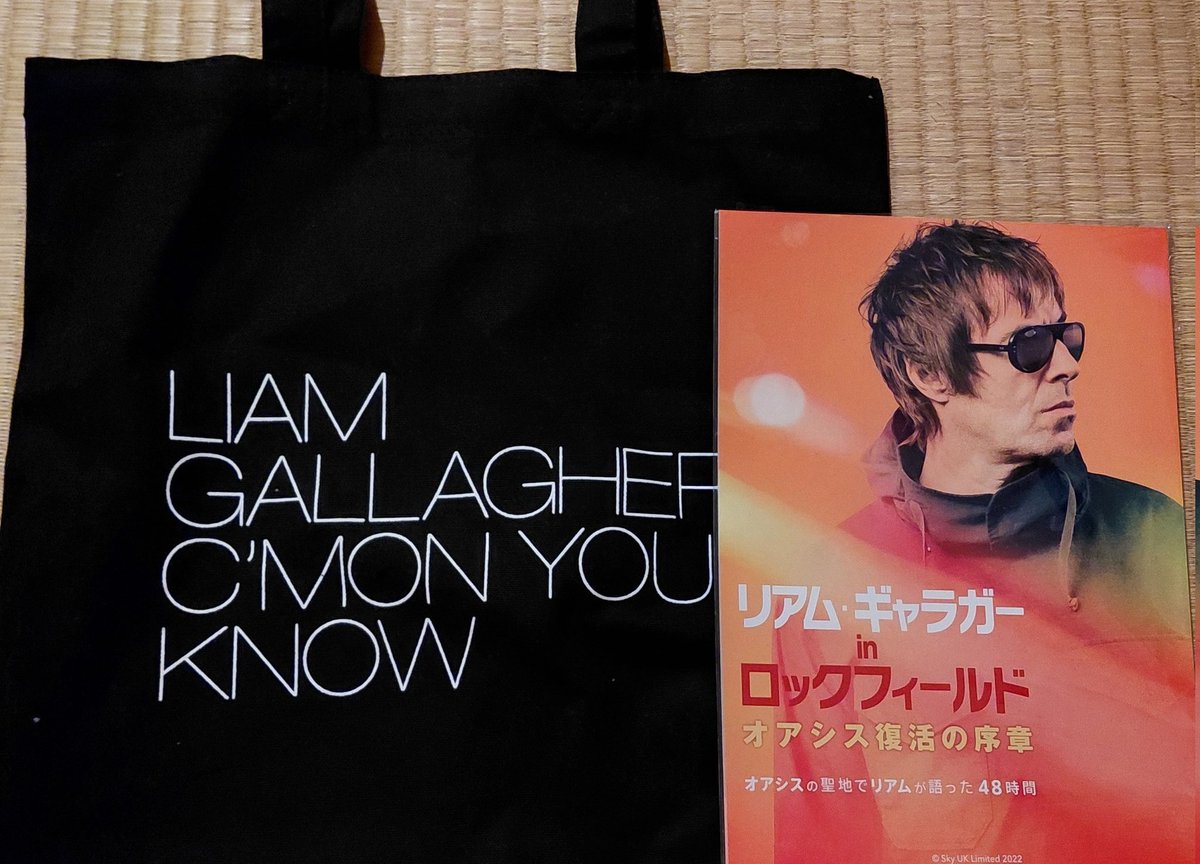 LIAM
GALLAGHER
C'MON YOU
KNOW
リアム・ギャラガー
in
ロックフィールド
オアシス復活の序章
オアシスの聖地でリアムが語った48時間
© Sky UK Limited 2022